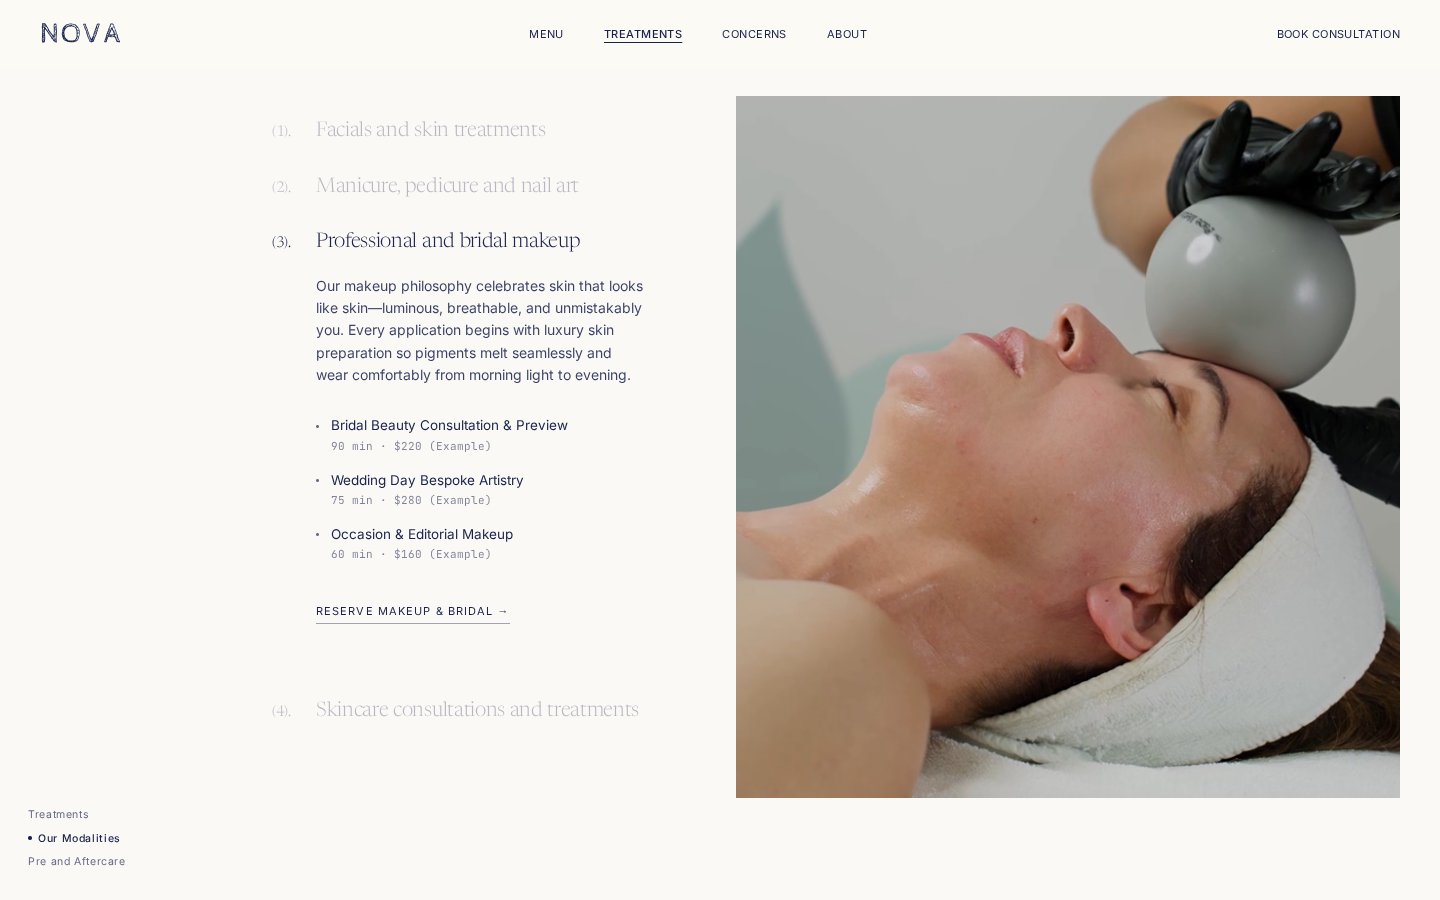 NOVA
MENU
TREATMENTS
CONCERNS
ABOUT
BOOK CONSULTATION
(1). Facials and skin treatments
(2). Manicure, pedicure and nail art
(3). Professional and bridal makeup
Our makeup philosophy celebrates skin that looks
like skin—luminous, breathable, and unmistakably
you. Every application begins with luxury skin
preparation so pigments melt seamlessly and
wear comfortably from morning light to evening.
• Bridal Beauty Consultation & Preview
90 min · $220 (Example)
• Wedding Day Bespoke Artistry
75 min · $280 (Example)
• Occasion & Editorial Makeup
60 min · $160 (Example)
RESERVE MAKEUP & BRIDAL →
(4). Skincare consultations and treatments
Treatments
• Our Modalities
Pre and Aftercare